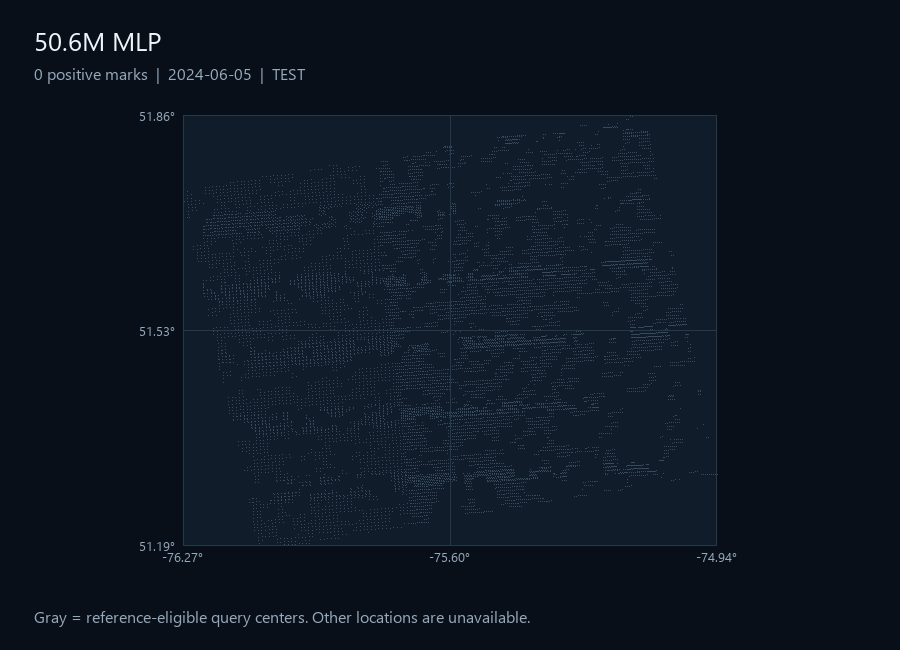 50.6M MLP
0 positive marks | 2024-06-05 | TEST
51.86°
51.53°
51.19°
-76.27°
-75.60°
-74.94°
Gray = reference-eligible query centers. Other locations are unavailable.